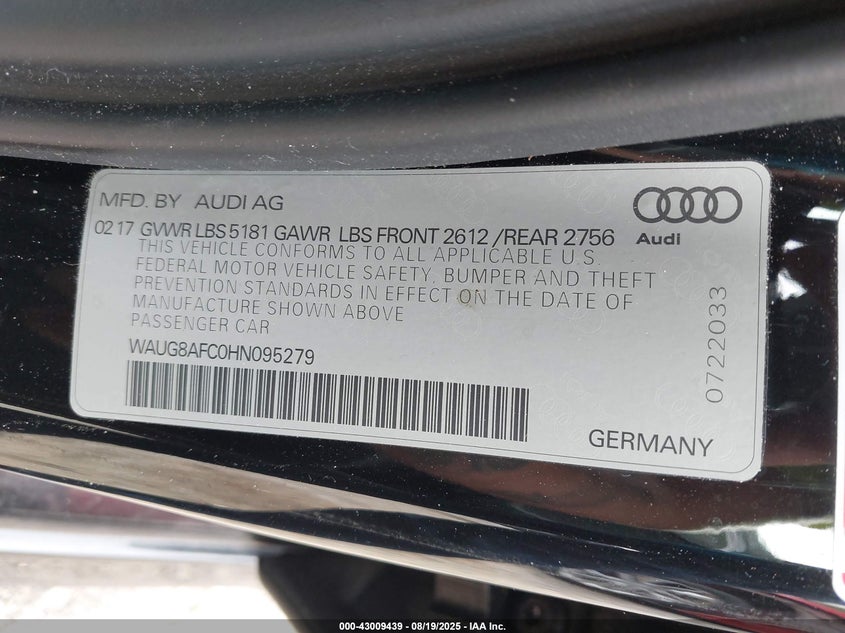 MFD. BY AUDI AG
Audi
02 17 GVWR LBS 5181 GAWR LBS FRONT 2612 /REAR 2756
THIS VEHICLE CONFORMS TO ALL APPLICABLE U.S.
FEDERAL MOTOR VEHICLE SAFETY, BUMPER AND THEFT
PREVENTION STANDARDS IN EFFECT ON THE DATE OF
MANUFACTURE SHOWN ABOVE
PASSENGER CAR
WAUG8AFC0HN095279
0722033
GERMANY
000-43009439 - 08/19/2025 - IAA Inc.